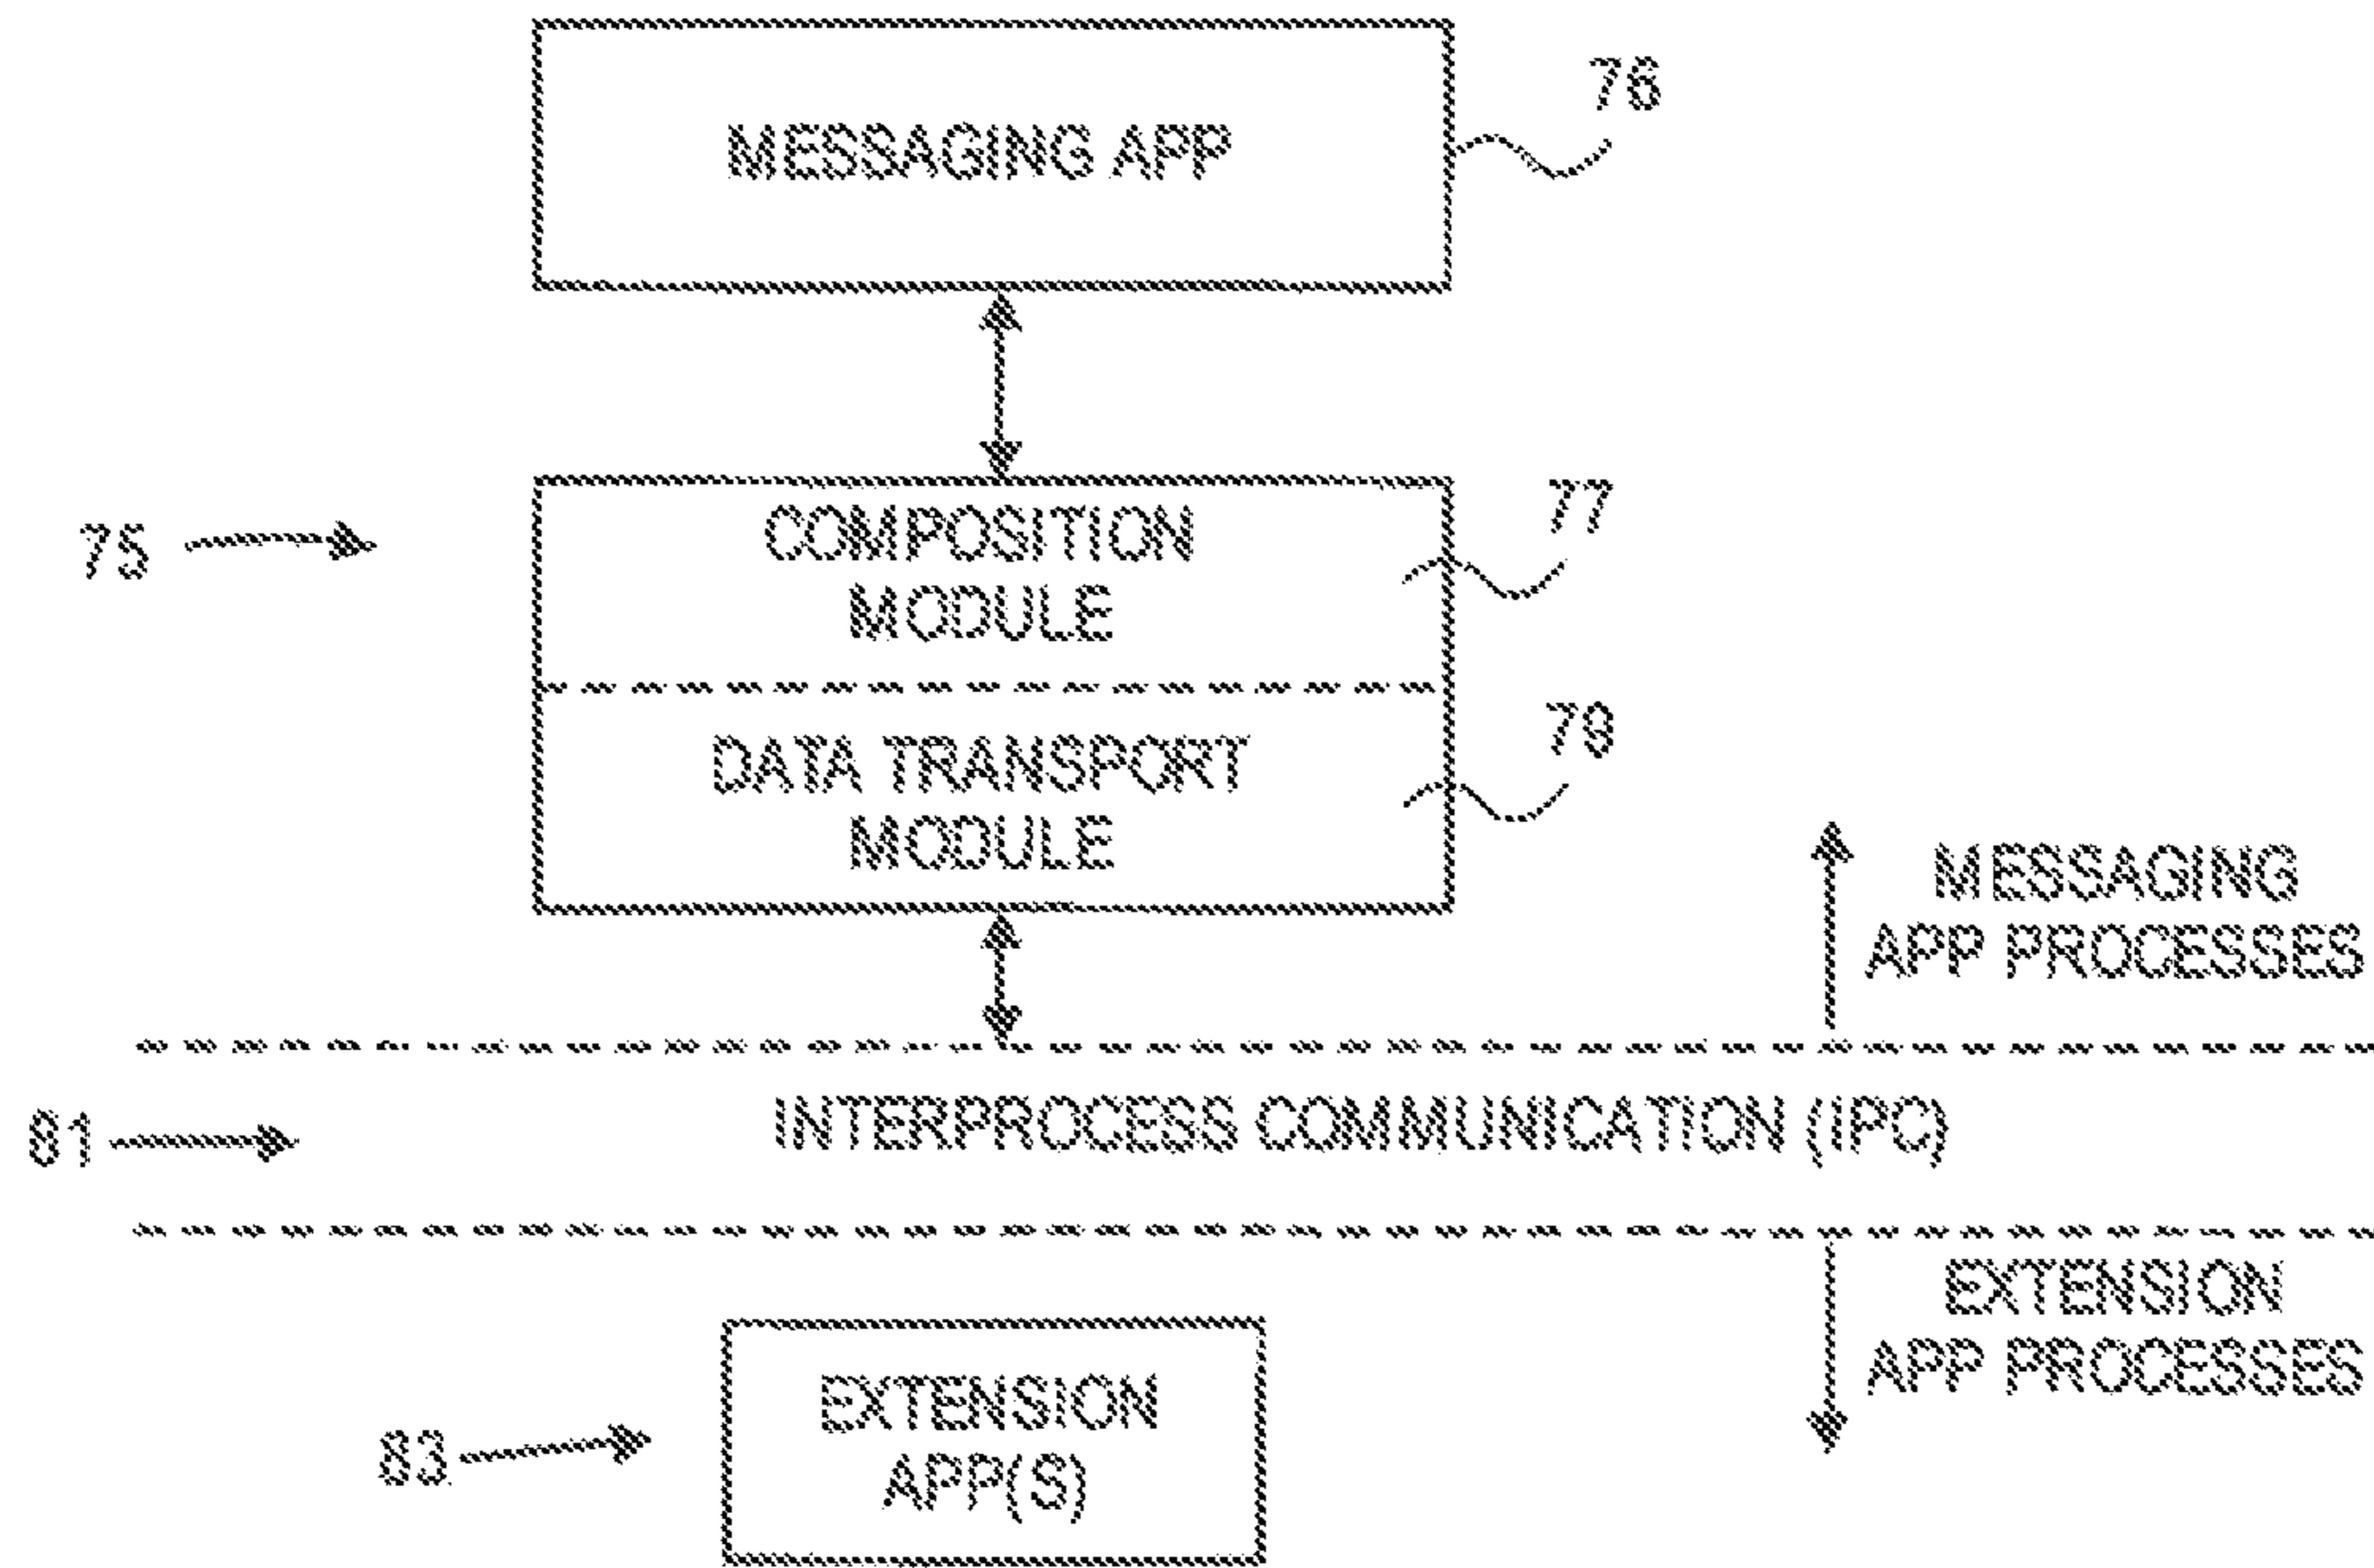 MESSAGING APP
76
75
COMPOSITION
MODULE
77
DATA TRANSPORT
MODULE
79
MESSAGING
APP PROCESSES
81
INTERPROCESS COMMUNICATION (IPC)
EXTENSION
APP PROCESSES
83
EXTENSION
APP(S)